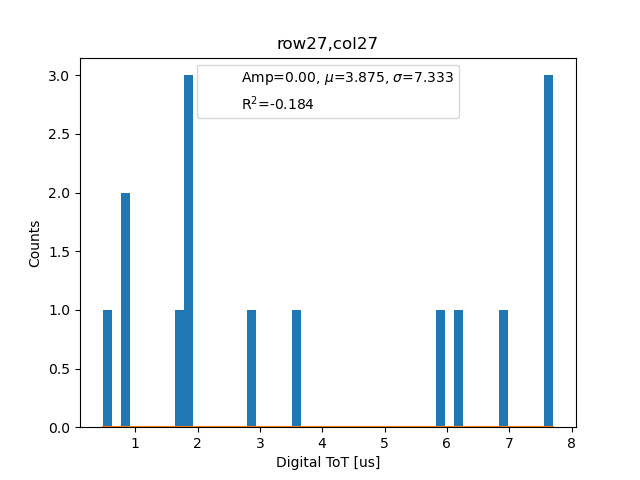 row27,col27
Amp=0.00, μ=3.875, σ=7.333
R²=-0.184
3.0
2.5
2.0
1.5
1.0
0.5
0.0
Counts
1 2 3 4 5 6 7 8
Digital ToT [us]